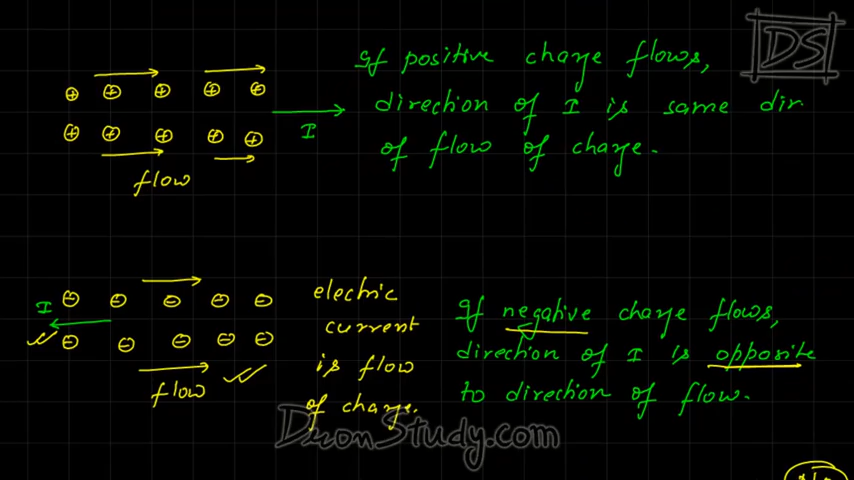 DS
If positive charge flows,
direction of I is same dir.
of flow of charge.
I
flow
I
flow
electric
current
is flow
of charge.
If negative charge flows,
direction of I is opposite
to direction of flow.
DronStudy.com